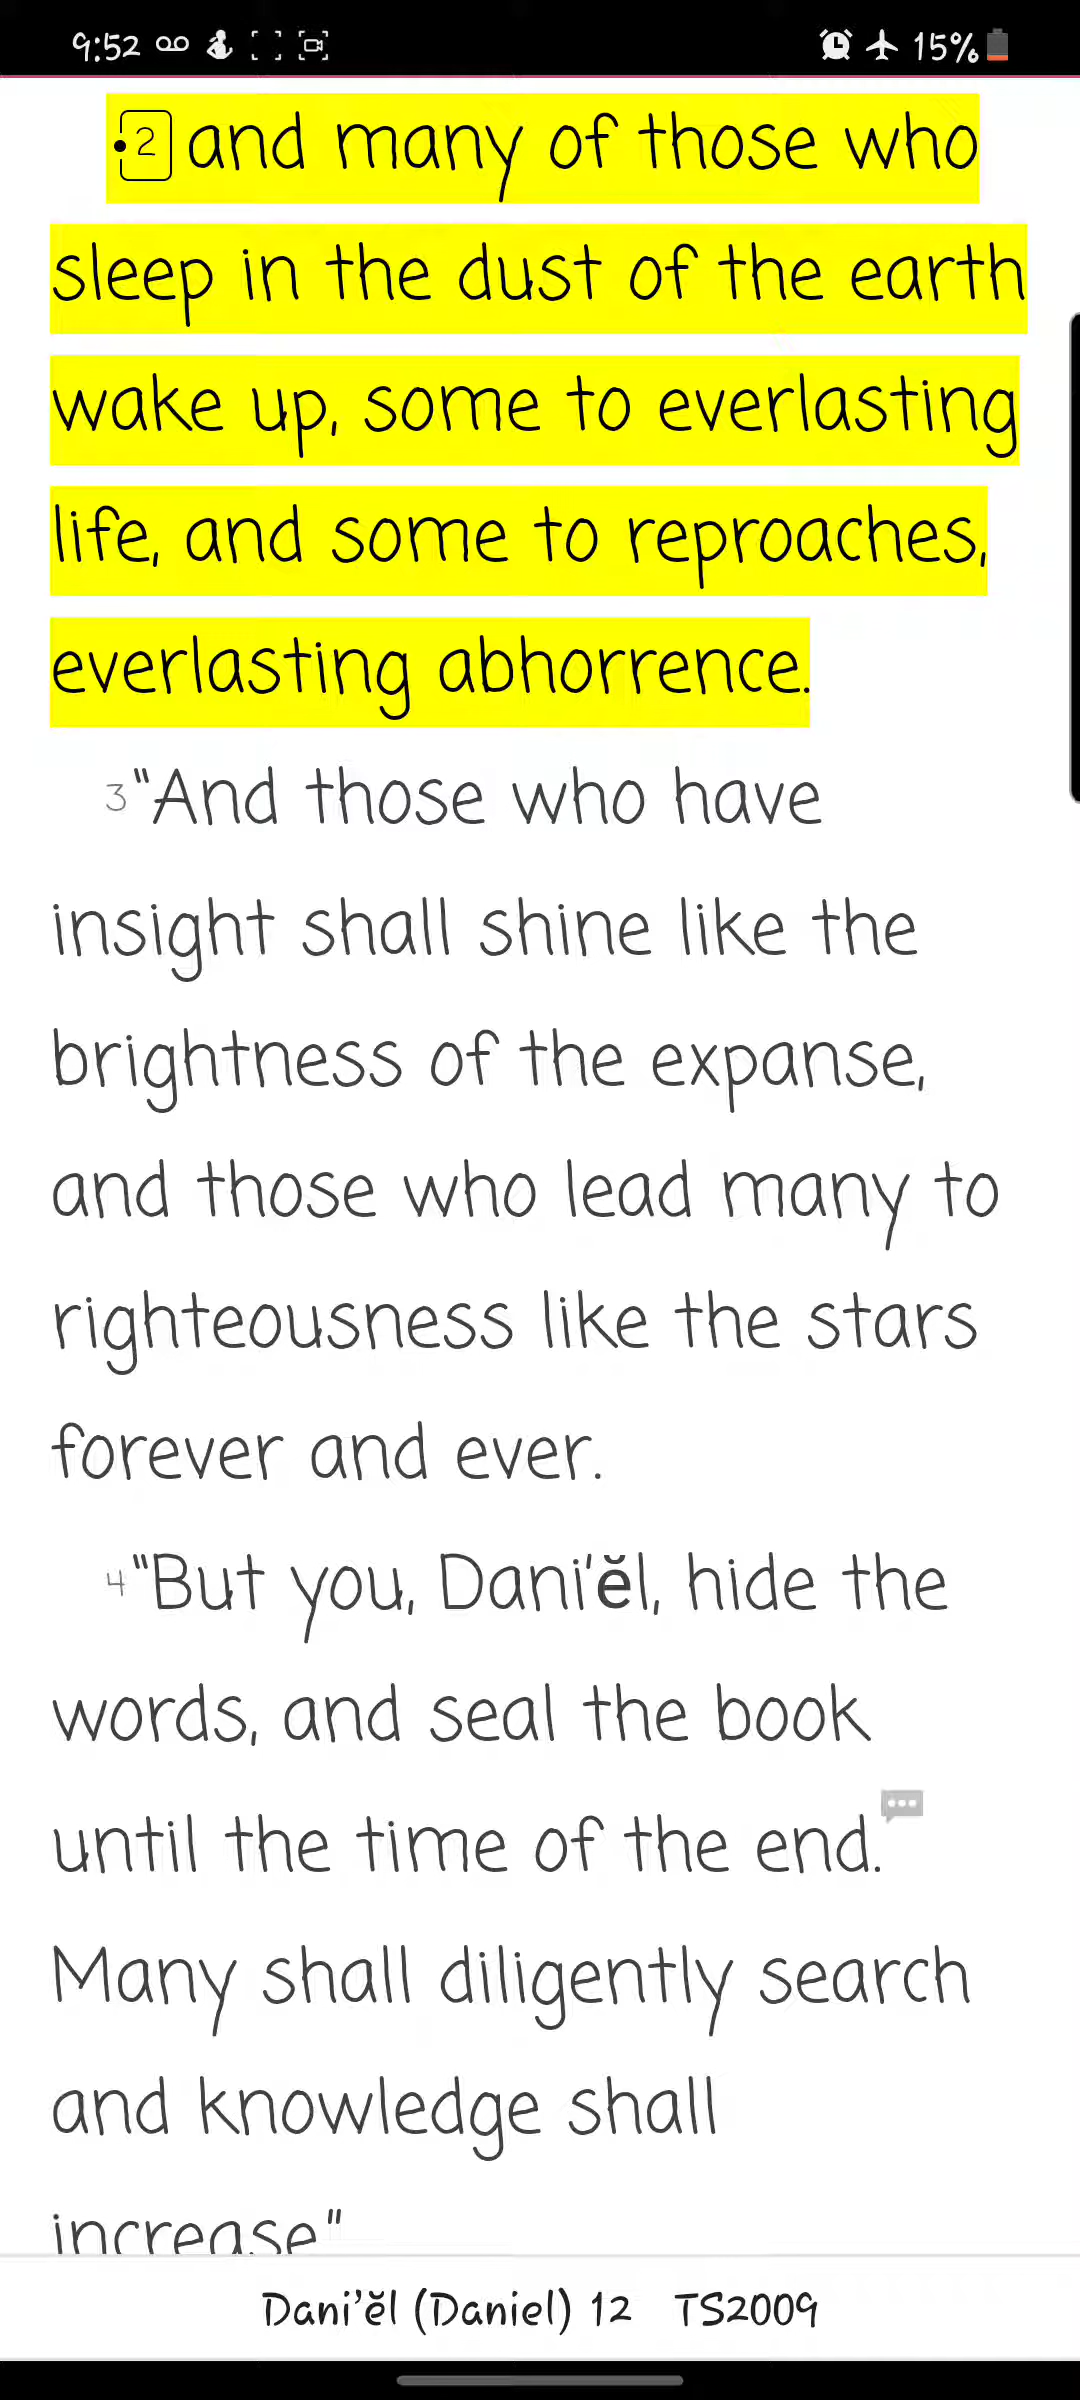 9:52 15%
2 and many of those who
sleep in the dust of the earth
wake up, some to everlasting
life, and some to reproaches,
everlasting abhorrence.
3 "And those who have
insight shall shine like the
brightness of the expanse,
and those who lead many to
righteousness like the stars
forever and ever.
4 "But you, Dani'ĕl, hide the
words, and seal the book
until the time of the end.
Many shall diligently search
and knowledge shall
increase"
Dani’ĕl (Daniel) 12 TS2009